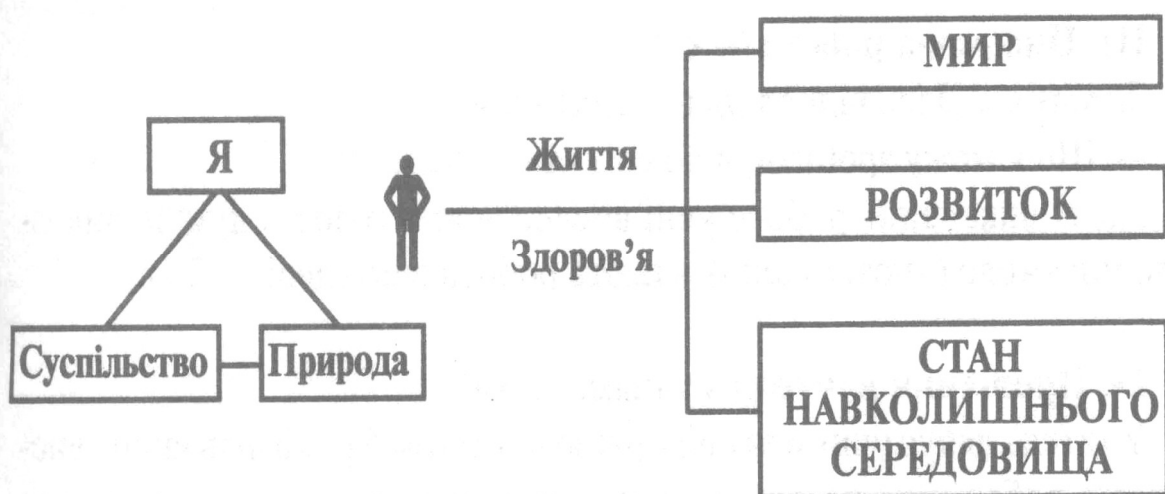 Я
Суспільство
Природа
Життя
Здоров’я
МИР
РОЗВИТОК
СТАН
НАВКОЛИШНЬОГО
СЕРЕДОВИЩА